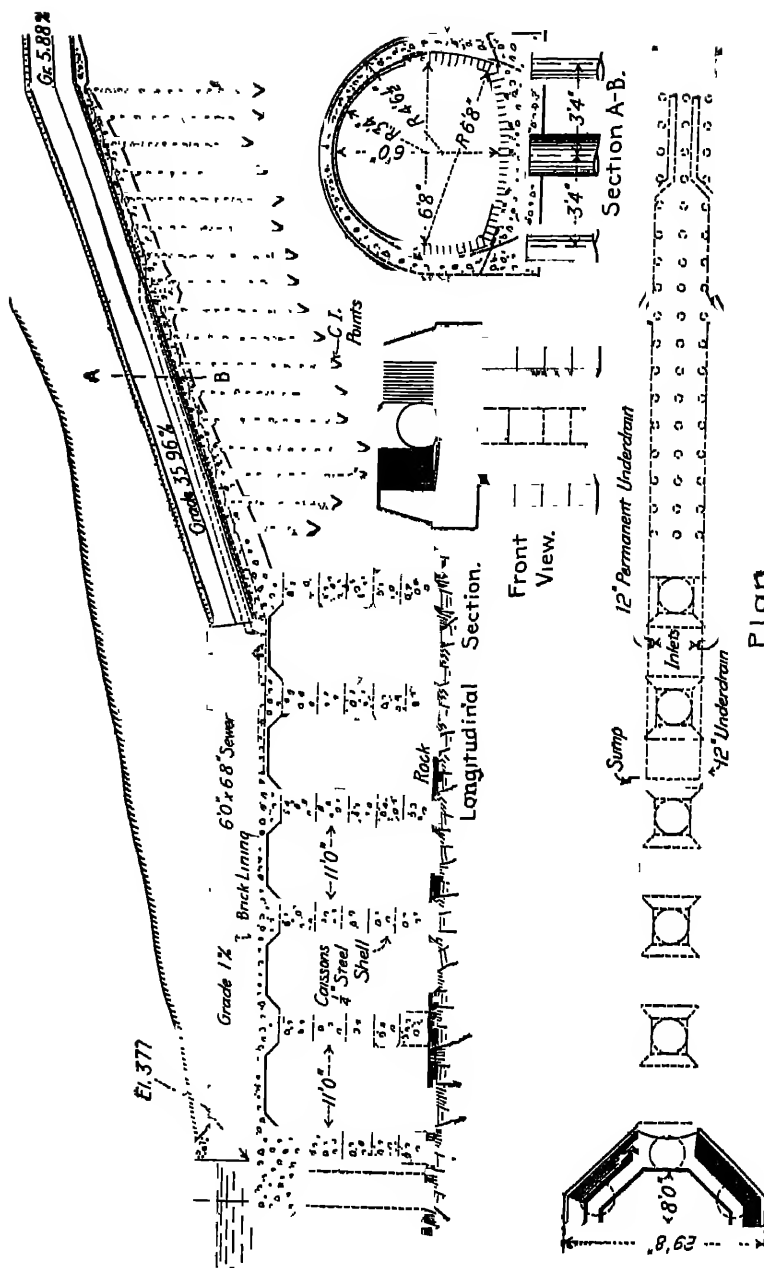 Gr. 5.88%
Grade 35.96%
A
B
El. 377
Grade 1%
Brick Lining
6'0" x 6'8" Sewer
11'0"
11'0"
Caissons
1/4" Steel
Shell
Rock
C.I.
Points
Longitudinal Section.
Front
View.
6'0"
R.3'4"
R.4'6½"
6'8"
R.6'8"
3'4"
3'4"
Section A-B.
12" Permanent Underdrain
Inlets
Sump
12" Underdrain
8'0"
29'8"
Plan